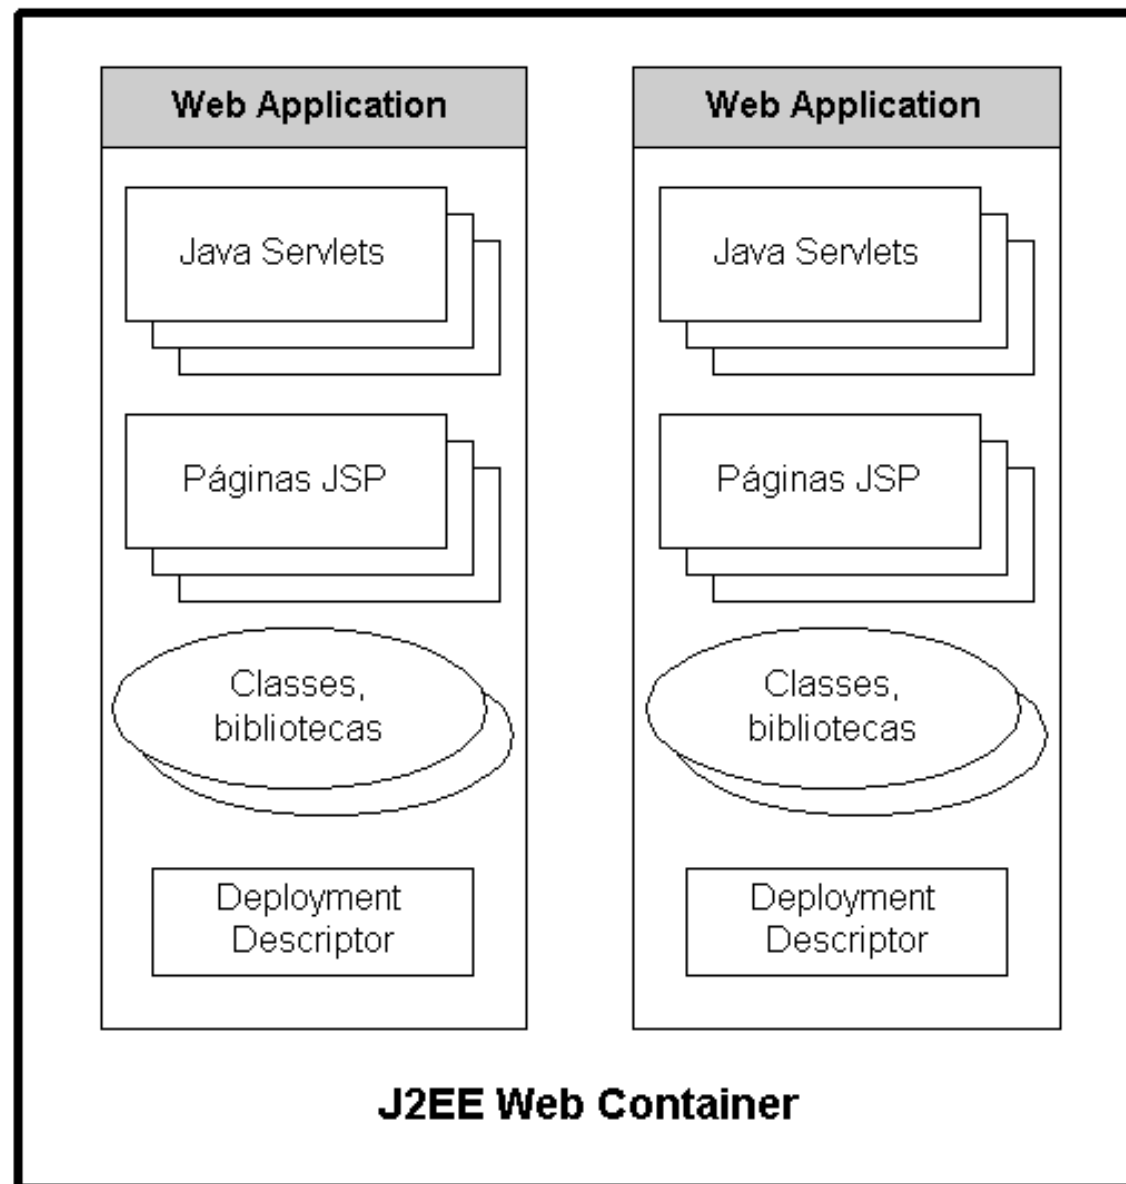 Web Application
Java Servlets
Páginas JSP
Classes,
bibliotecas
Deployment
Descriptor
Web Application
Java Servlets
Páginas JSP
Classes,
bibliotecas
Deployment
Descriptor
J2EE Web Container